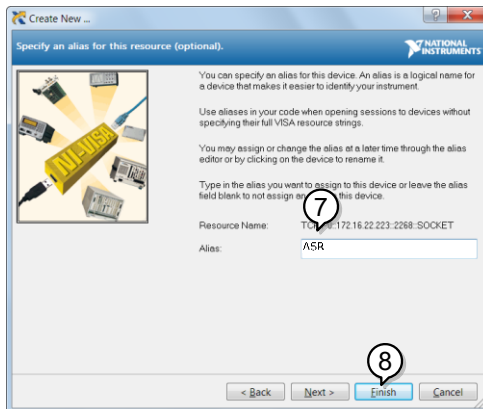 Create New ...
Specify an alias for this resource (optional).
NATIONAL
INSTRUMENTS
You can specify an alias for this device. An alias is a logical name for
a device that makes it easier to identify your instrument.
Use aliases in your code when opening sessions to devices without
specifying their full VISA resource strings.
You may assign or change the alias at a later time through the alias
editor or by clicking on the device to rename it.
Type in the alias you want to assign to this device or leave the alias
field blank to not assign an this device.
7
Resource Name: ::172.16.22.223::2268::SOCKET
Alias: ASR
NI-VISA
8
< Back Next > Finish Cancel